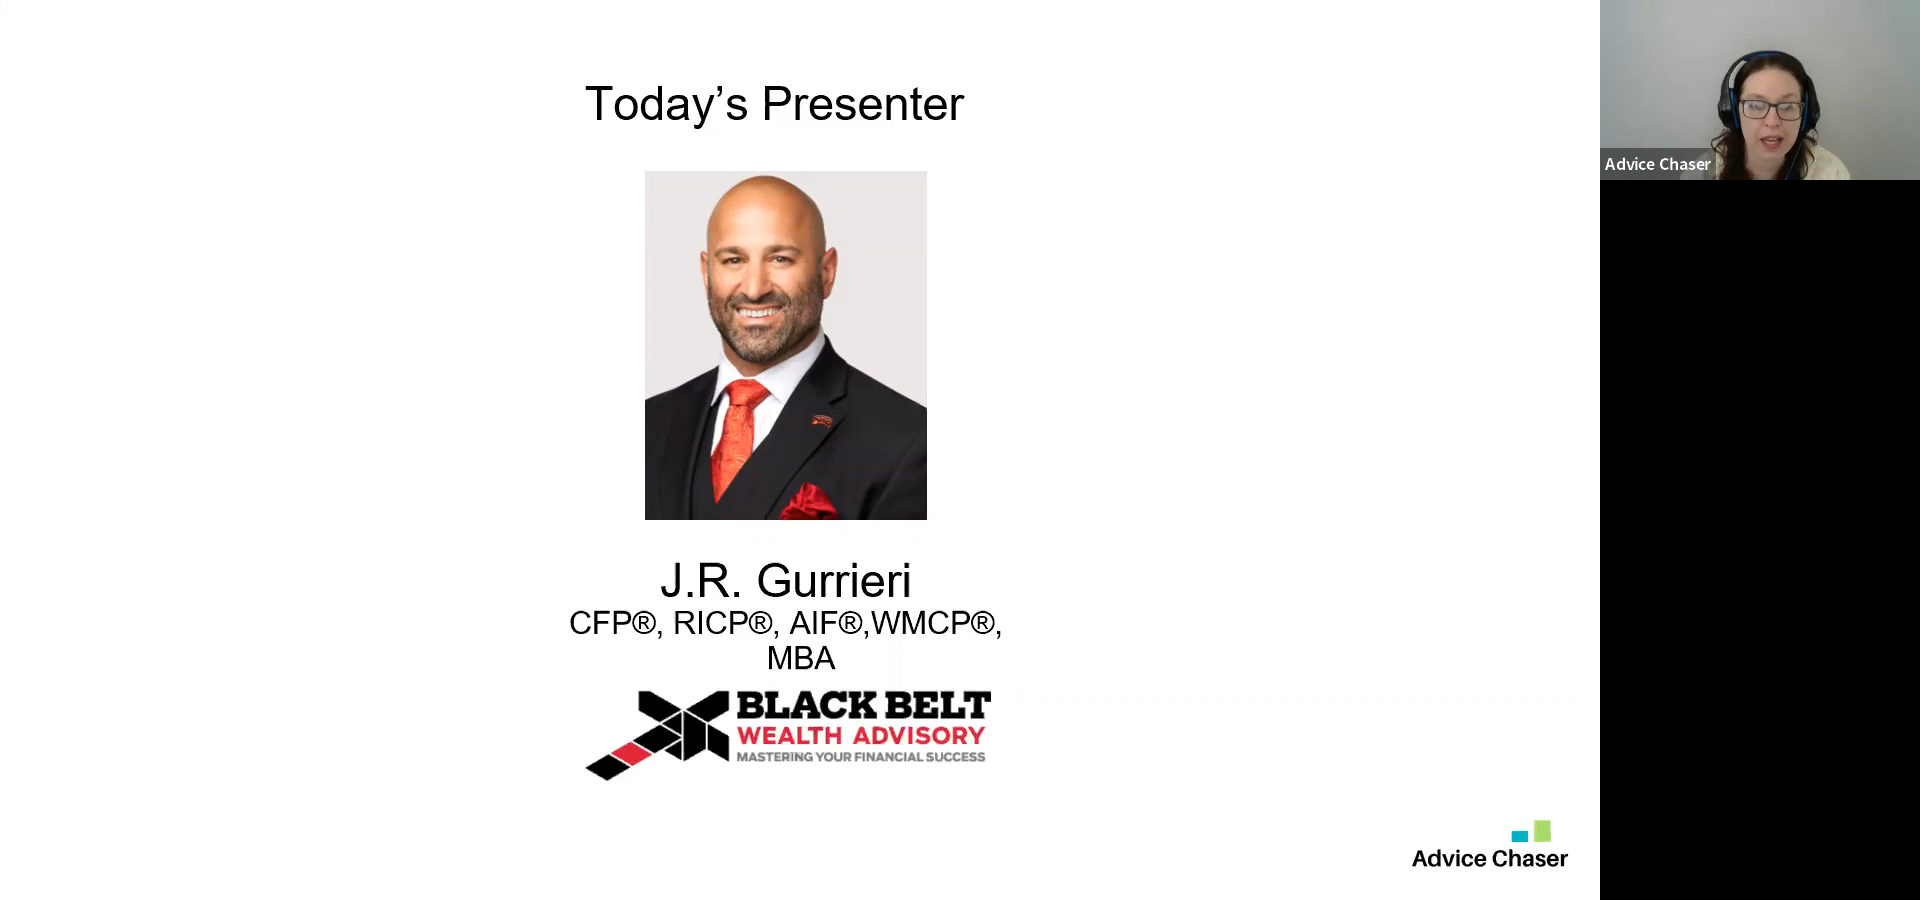 Today’s Presenter
J.R. Gurrieri
CFP®, RICP®, AIF®,WMCP®,
MBA
BLACK BELT
WEALTH ADVISORY
MASTERING YOUR FINANCIAL SUCCESS
Advice Chaser
Advice Chaser